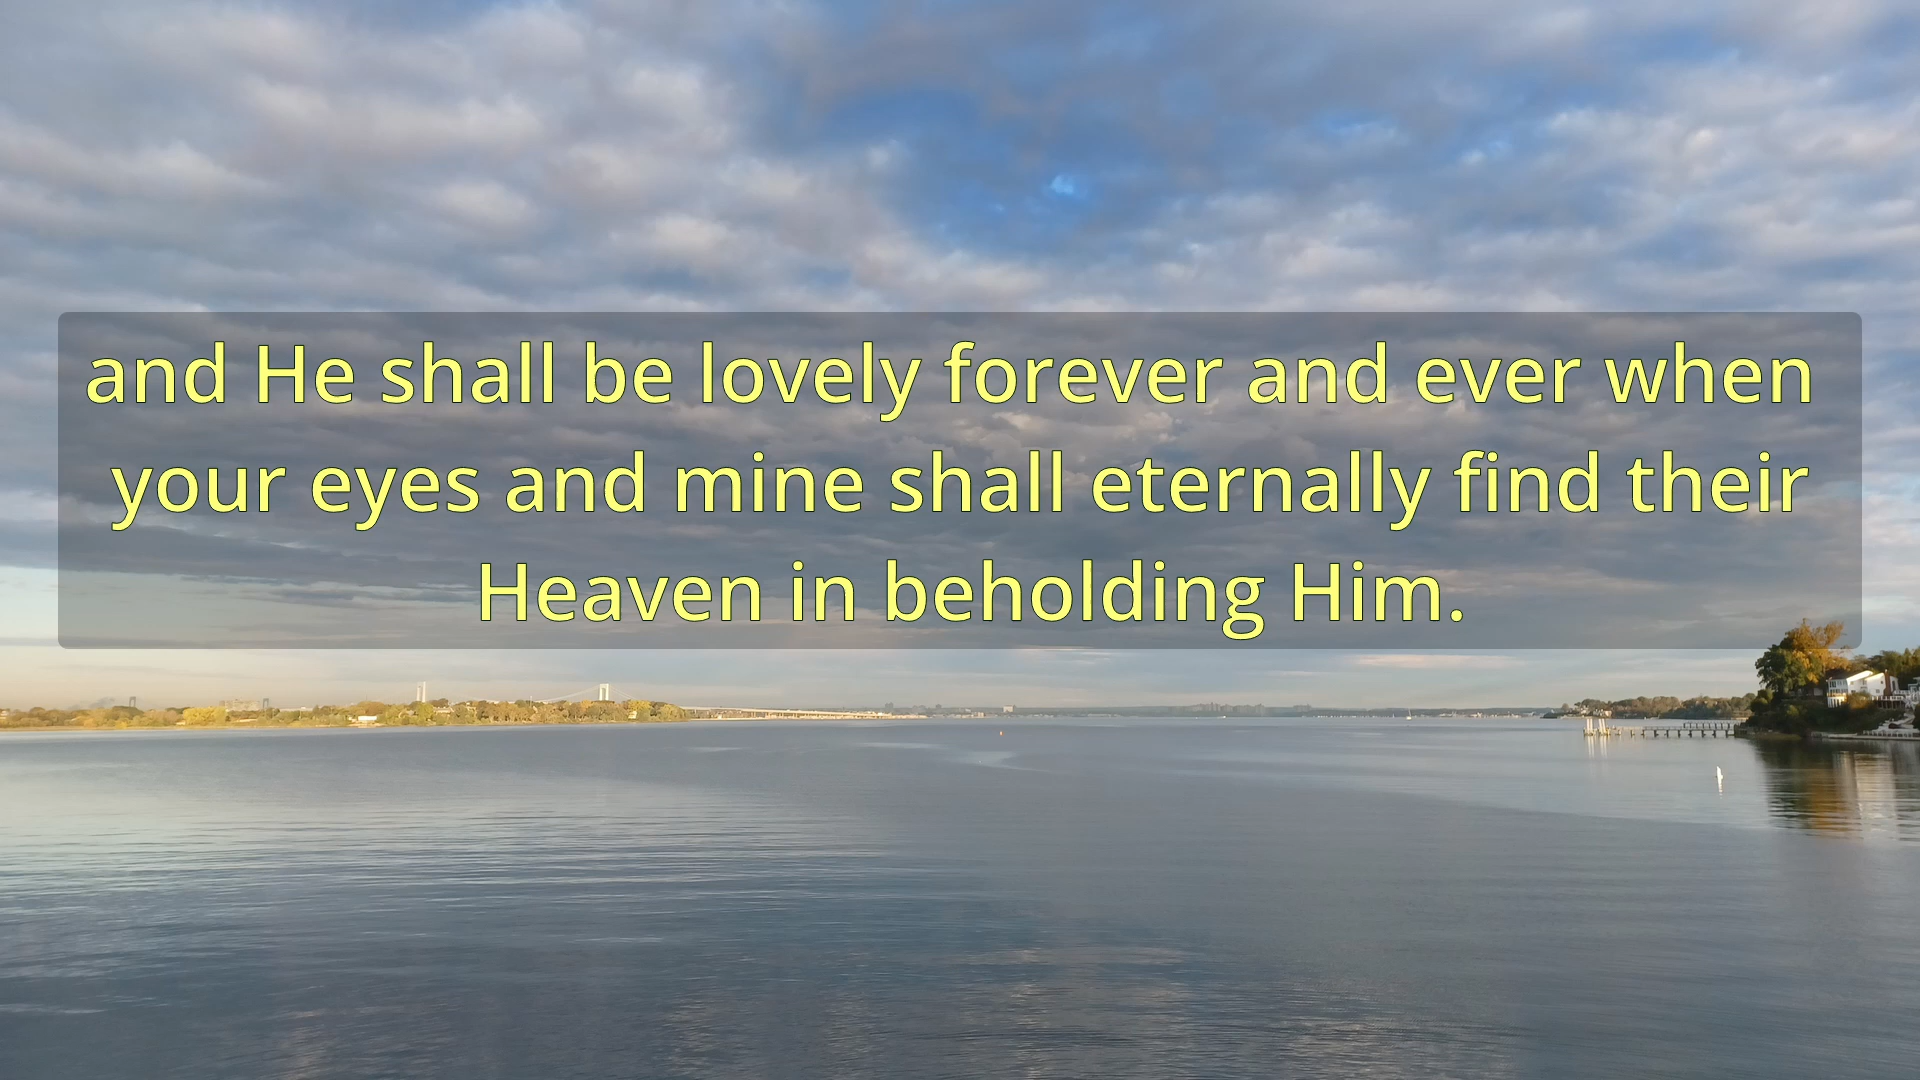 and He shall be lovely forever and ever when
your eyes and mine shall eternally find their
Heaven in beholding Him.